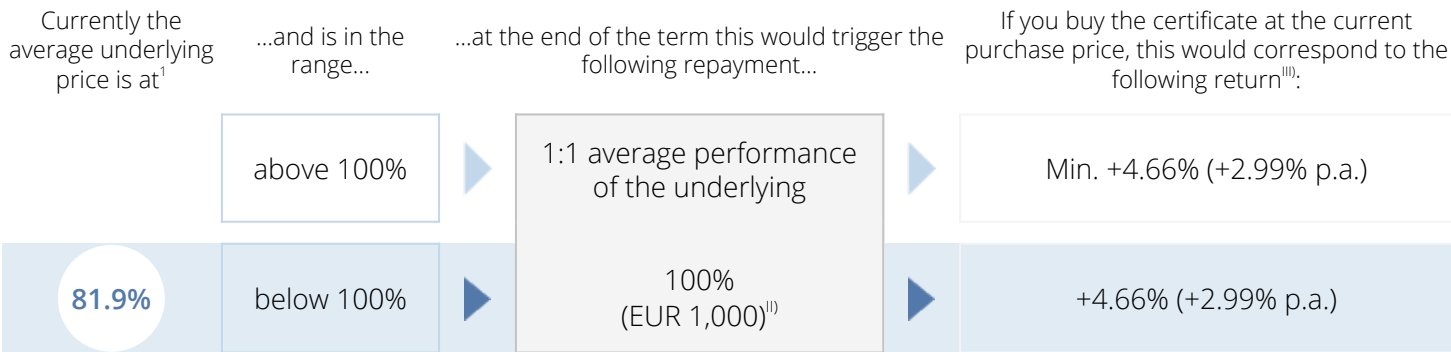 Currently the
average underlying
price is at1
...and is in the
range...
...at the end of the term this would trigger the
following repayment...
If you buy the certificate at the current
purchase price, this would correspond to the
following returnIII):
above 100%
1:1 average performance
of the underlying
Min. +4.66% (+2.99% p.a.)
81.9%
below 100%
100%
(EUR 1,000)II)
+4.66% (+2.99% p.a.)